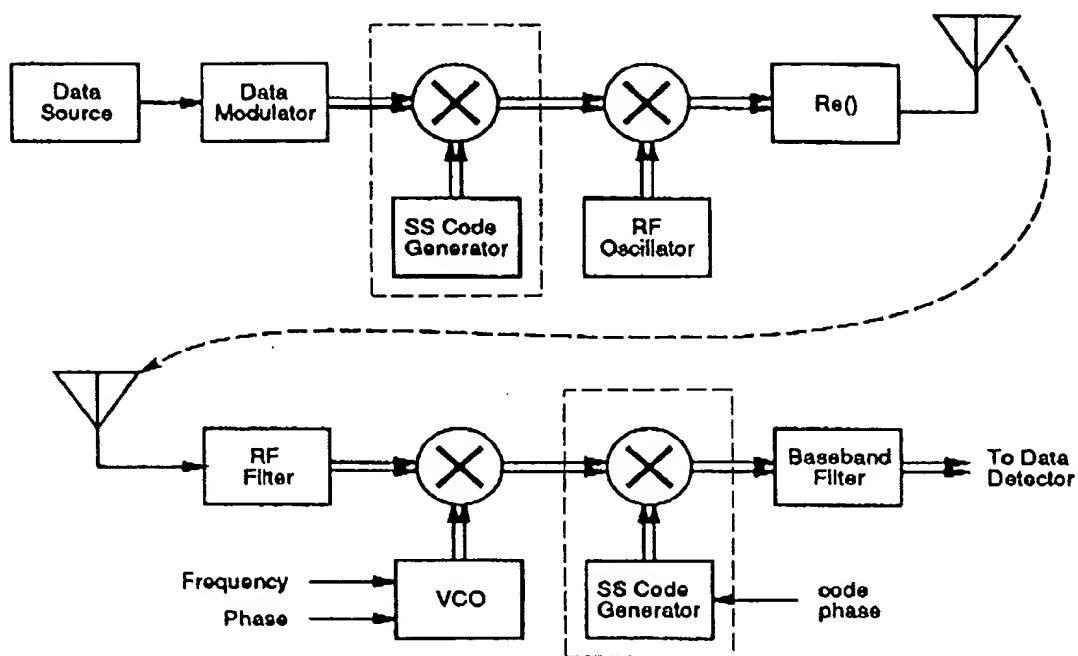 Data
Source
Data
Modulator
Re()
SS Code
Generator
RF
Oscillator
RF
Filter
Baseband
Filter
To Data
Detector
Frequency
Phase
VCO
SS Code
Generator
code
phase